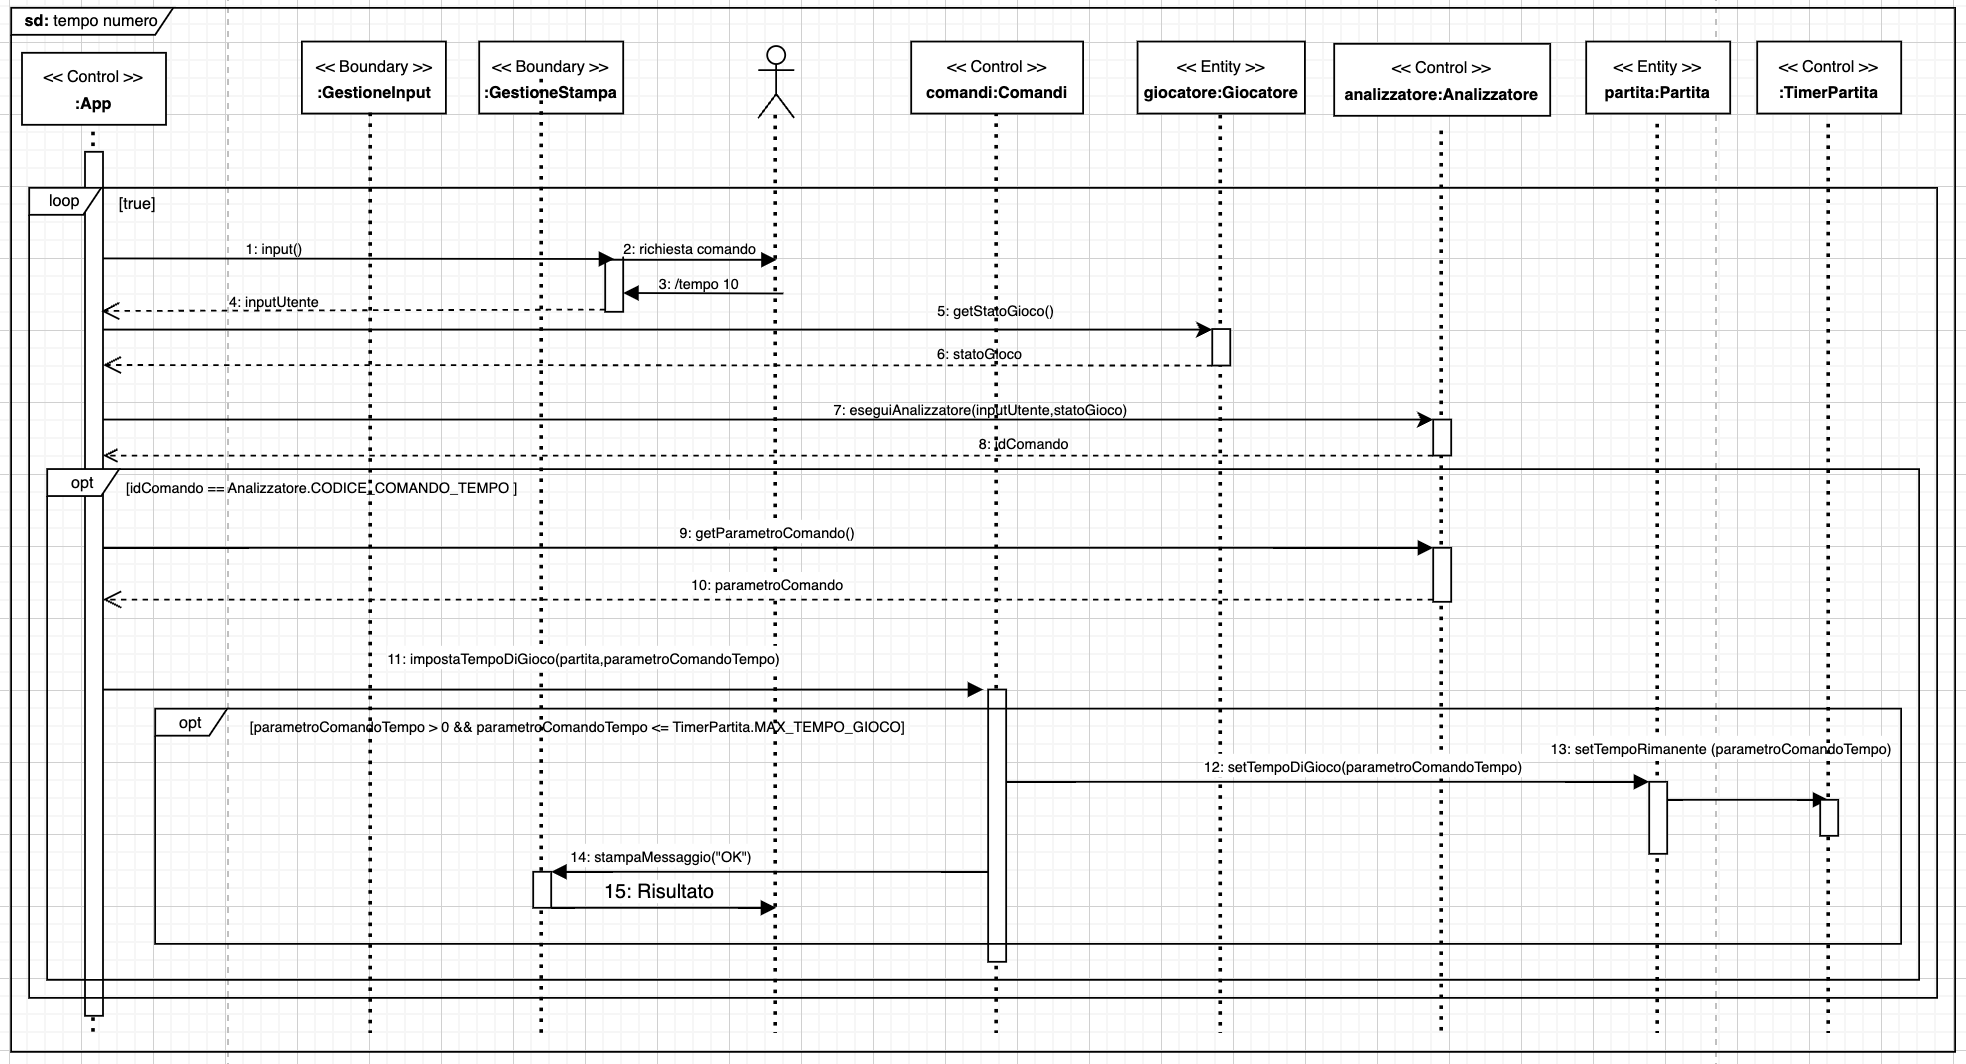 sd: tempo numero
<< Control >>
:App
<< Boundary >>
:GestioneInput
<< Boundary >>
:GestioneStampa
<< Control >>
comandi:Comandi
<< Entity >>
giocatore:Giocatore
<< Control >>
analizzatore:Analizzatore
<< Entity >>
partita:Partita
<< Control >>
:TimerPartita
loop
[true]
1: input()
2: richiesta comando
3: /tempo 10
4: inputUtente
5: getStatoGioco()
6: statoGioco
7: eseguiAnalizzatore(inputUtente,statoGioco)
8: idComando
opt
[idComando == Analizzatore.CODICE_COMANDO_TEMPO ]
9: getParametroComando()
10: parametroComando
11: impostaTempoDiGioco(partita,parametroComandoTempo)
opt
[parametroComandoTempo > 0 && parametroComandoTempo <= TimerPartita.MAX_TEMPO_GIOCO]
13: setTempoRimanente (parametroComandoTempo)
12: setTempoDiGioco(parametroComandoTempo)
14: stampaMessaggio("OK")
15: Risultato